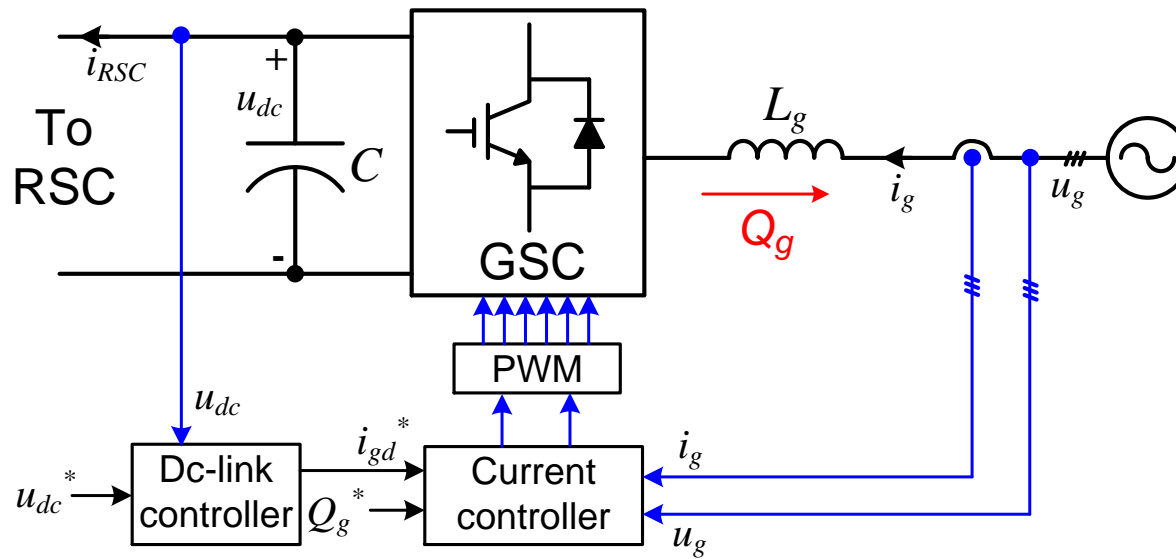 i_RSC
+
To
RSC
u_dc
C
-
GSC
L_g
i_g
u_g
Q_g
PWM
u_dc
i_gd*
i_g
Dc-link
controller
u_dc*
Q_g*
Current
controller
u_g